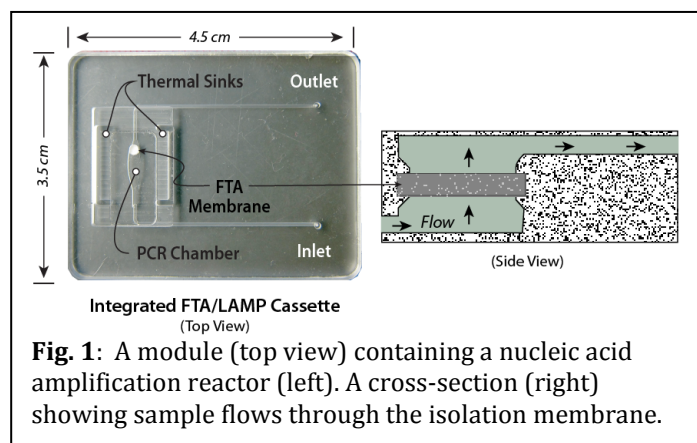 4.5 cm
3.5 cm
Thermal Sinks
Outlet
FTA
Membrane
Flow
PCR Chamber
Inlet
(Side View)
Integrated FTA/LAMP Cassette
(Top View)
Fig. 1: A module (top view) containing a nucleic acid
amplification reactor (left). A cross-section (right)
showing sample flows through the isolation membrane.